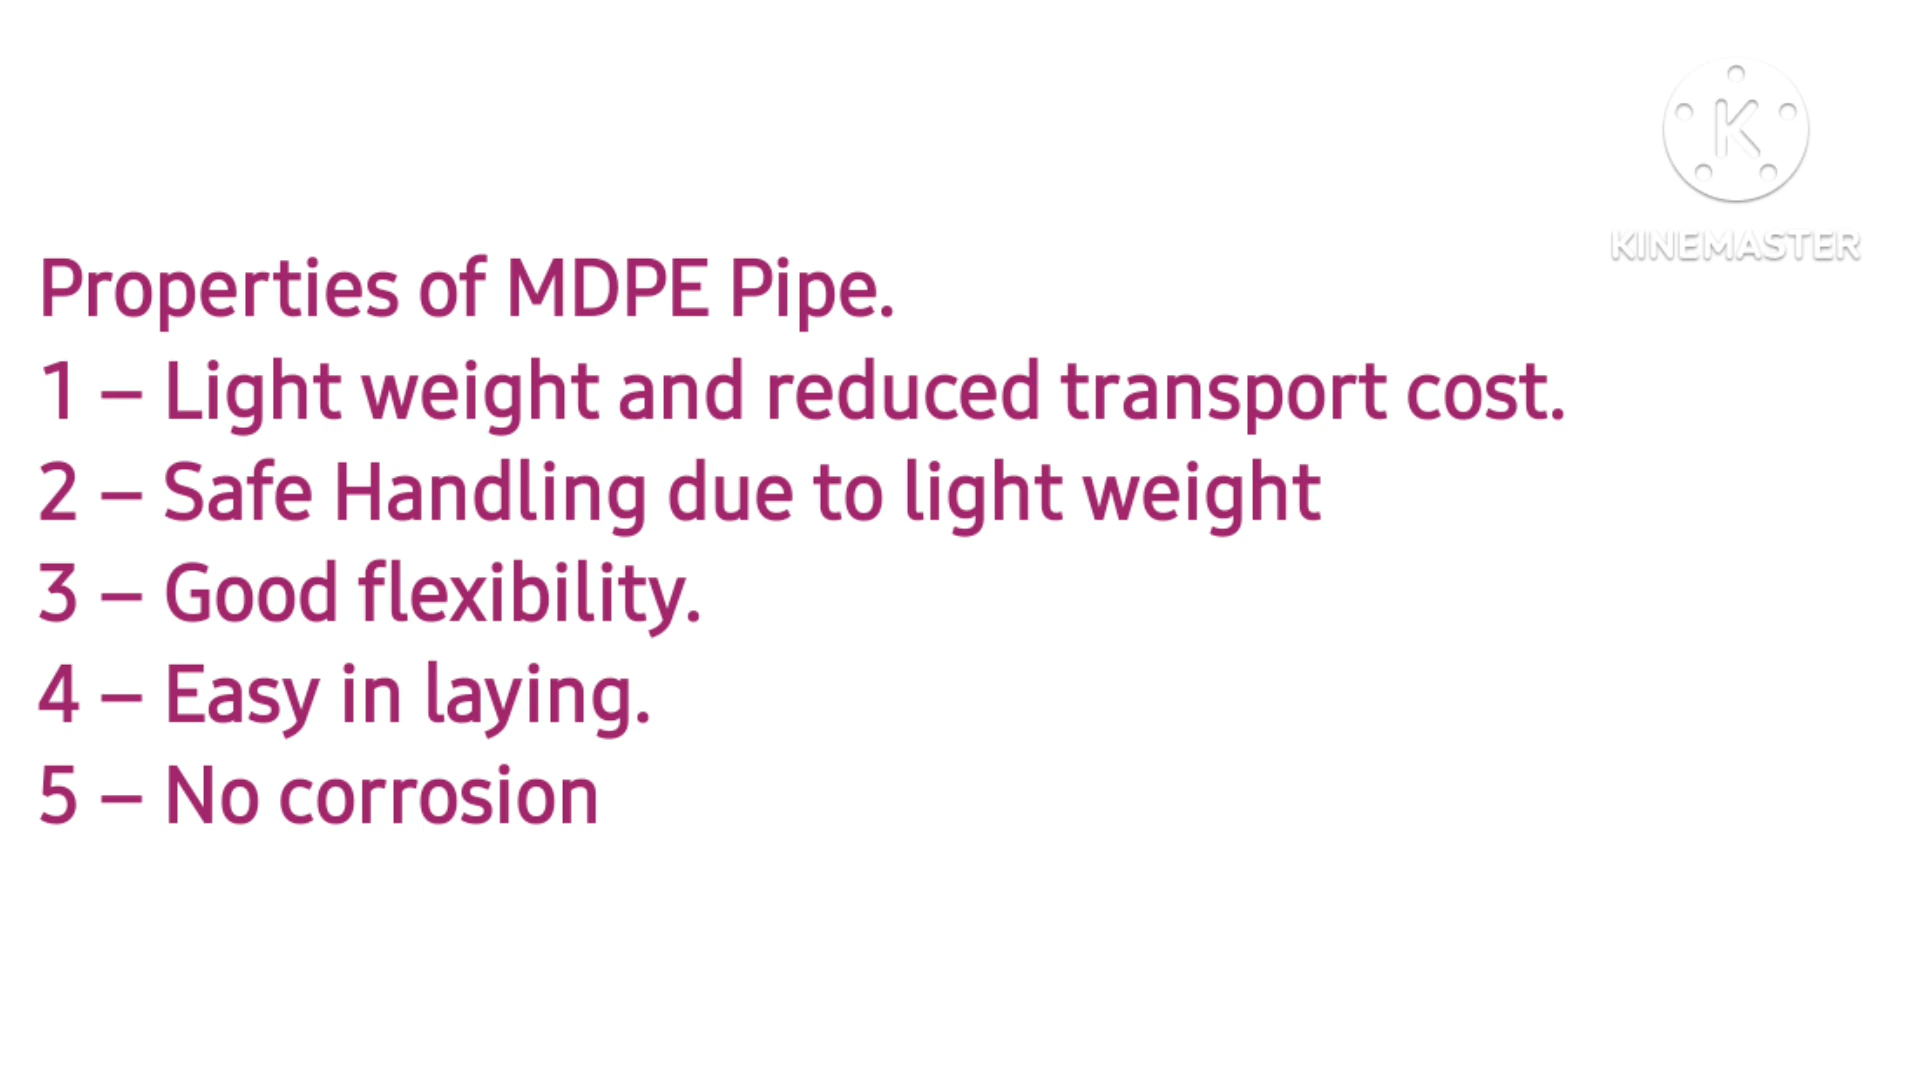 K
KINEMASTER
Properties of MDPE Pipe.
1 – Light weight and reduced transport cost.
2 – Safe Handling due to light weight
3 – Good flexibility.
4 – Easy in laying.
5 – No corrosion